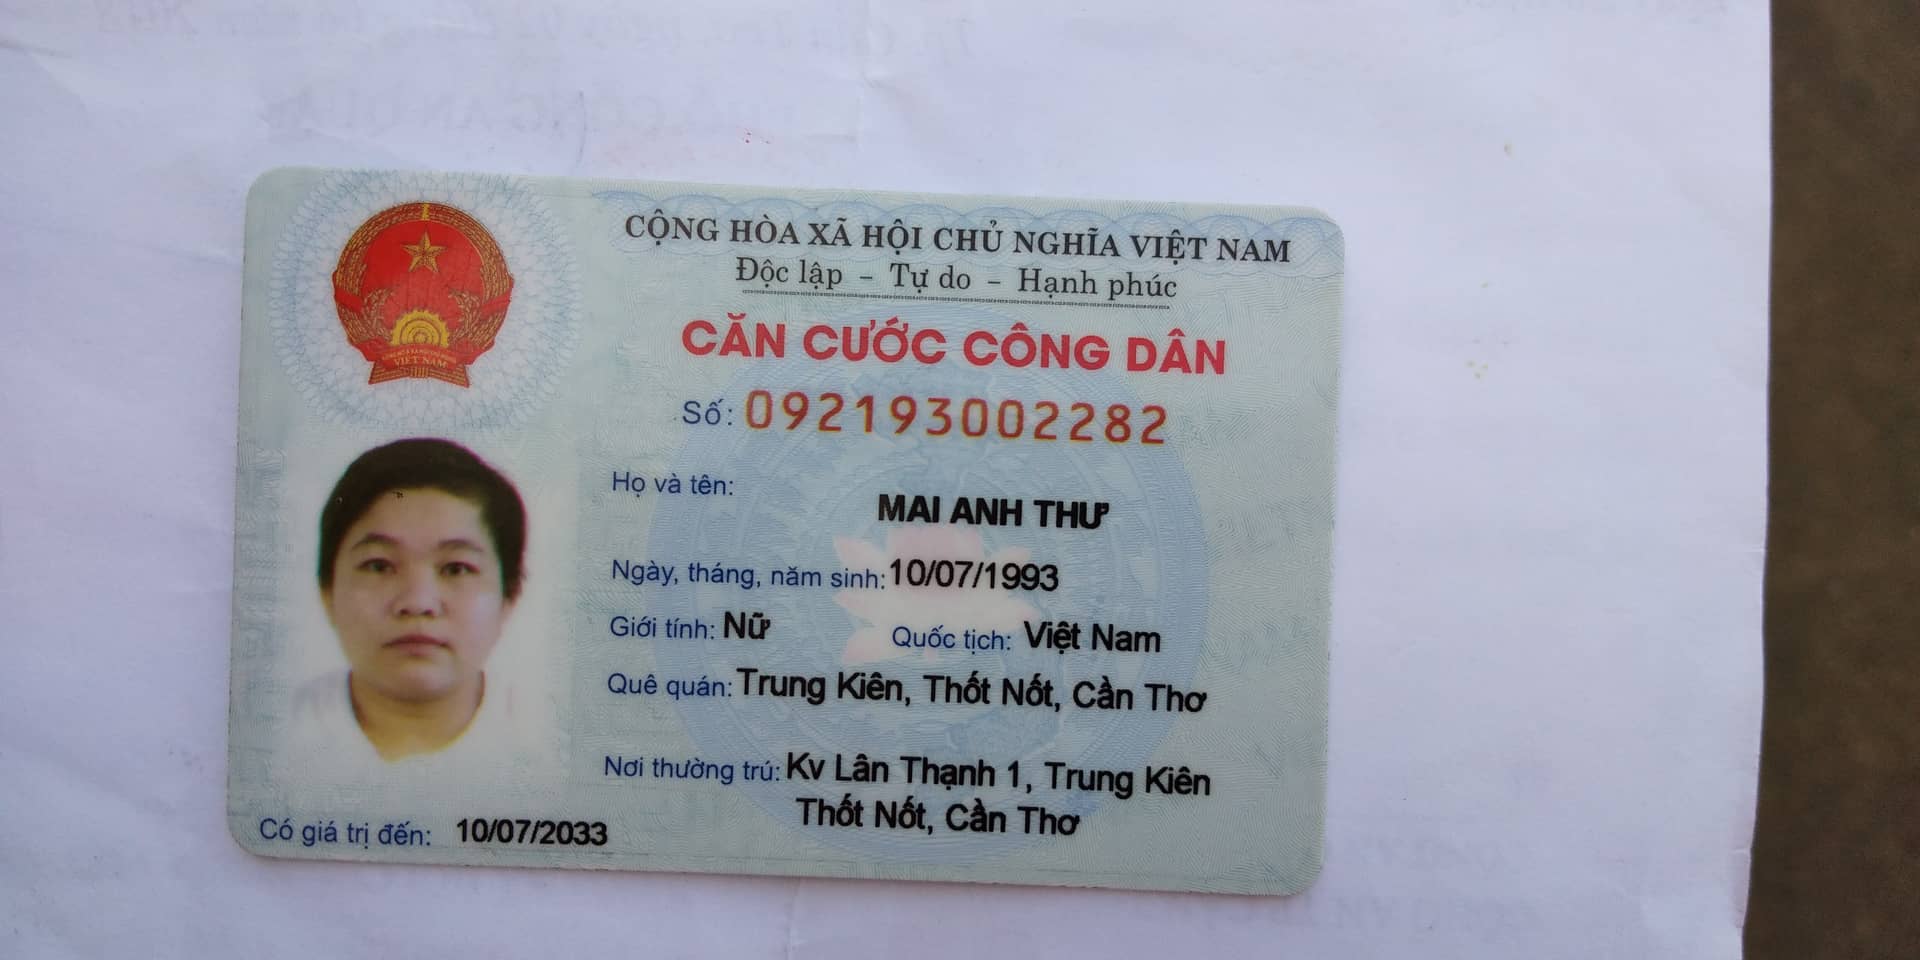 CỘNG HÒA XÃ HỘI CHỦ NGHĨA VIỆT NAM
Độc lập - Tự do - Hạnh phúc
CĂN CƯỚC CÔNG DÂN
Số: 092193002282
Họ và tên:
MAI ANH THƯ
Ngày, tháng, năm sinh: 10/07/1993
Giới tính: Nữ Quốc tịch: Việt Nam
Quê quán: Trung Kiên, Thốt Nốt, Cần Thơ
Nơi thường trú: Kv Lân Thạnh 1, Trung Kiên
Thốt Nốt, Cần Thơ
Có giá trị đến: 10/07/2033
VIỆT NAM